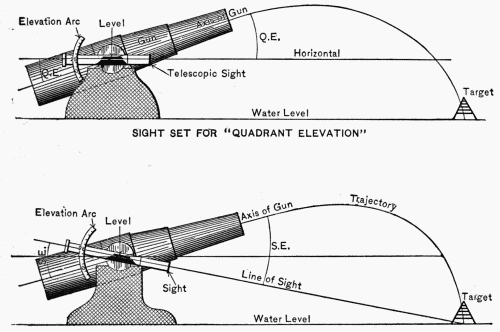 Elevation Arc
Level
Axis of Gun
Gun
Q.E.
Q.E.
Horizontal
Telescopic Sight
Target
Water Level
SIGHT SET FOR "QUADRANT ELEVATION"
Elevation Arc
Level
Axis of Gun
Trajectory
E.
S.E.
Sight
Line of Sight
Target
Water Level